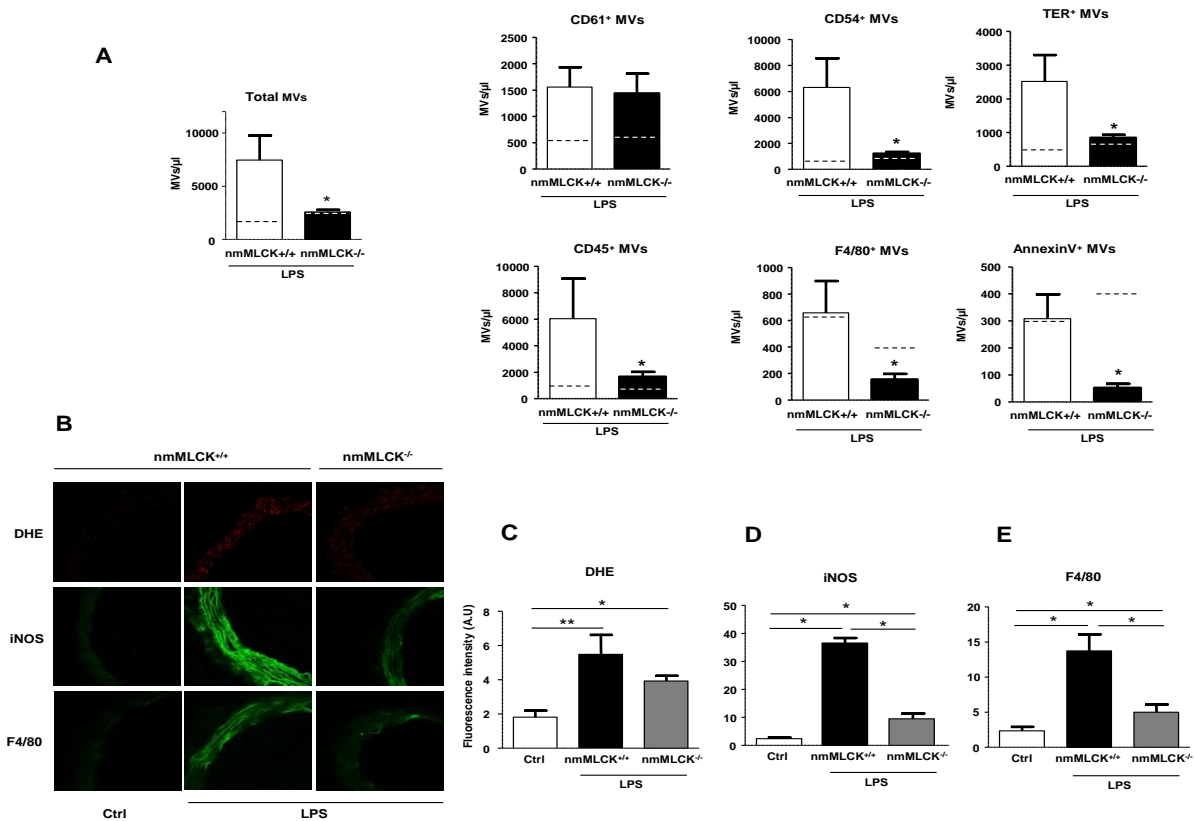 A
Total MVs
MVs/µl
10000
5000
0
nmMLCK+/+ nmMLCK-/-
*
LPS
CD61⁺ MVs
MVs/µl
2500
2000
1500
1000
500
0
nmMLCK+/+ nmMLCK-/-
LPS
CD54⁺ MVs
MVs/µl
10000
8000
6000
4000
2000
0
*
nmMLCK+/+ nmMLCK-/-
LPS
TER⁺ MVs
MVs/µl
4000
3000
2000
1000
0
*
nmMLCK+/+ nmMLCK-/-
LPS
CD45⁺ MVs
MVs/µl
10000
8000
6000
4000
2000
0
*
nmMLCK+/+ nmMLCK-/-
LPS
F4/80⁺ MVs
MVs/µl
1000
800
600
400
200
0
*
nmMLCK+/+ nmMLCK-/-
LPS
AnnexinV⁺ MVs
MVs/µl
500
400
300
200
100
0
*
nmMLCK+/+ nmMLCK-/-
LPS
B
nmMLCK⁺/⁺ nmMLCK⁻/⁻
DHE
iNOS
F4/80
Ctrl LPS
C
DHE
Fluorescence intensity (A.U)
8
6
4
2
0
*
**
Ctrl nmMLCK⁺/⁺ nmMLCK⁻/⁻
LPS
D
iNOS
50
40
30
20
10
0
*
* *
Ctrl nmMLCK⁺/⁺ nmMLCK⁻/⁻
LPS
E
F4/80
20
15
10
5
0
*
* *
Ctrl nmMLCK⁺/⁺ nmMLCK⁻/⁻
LPS